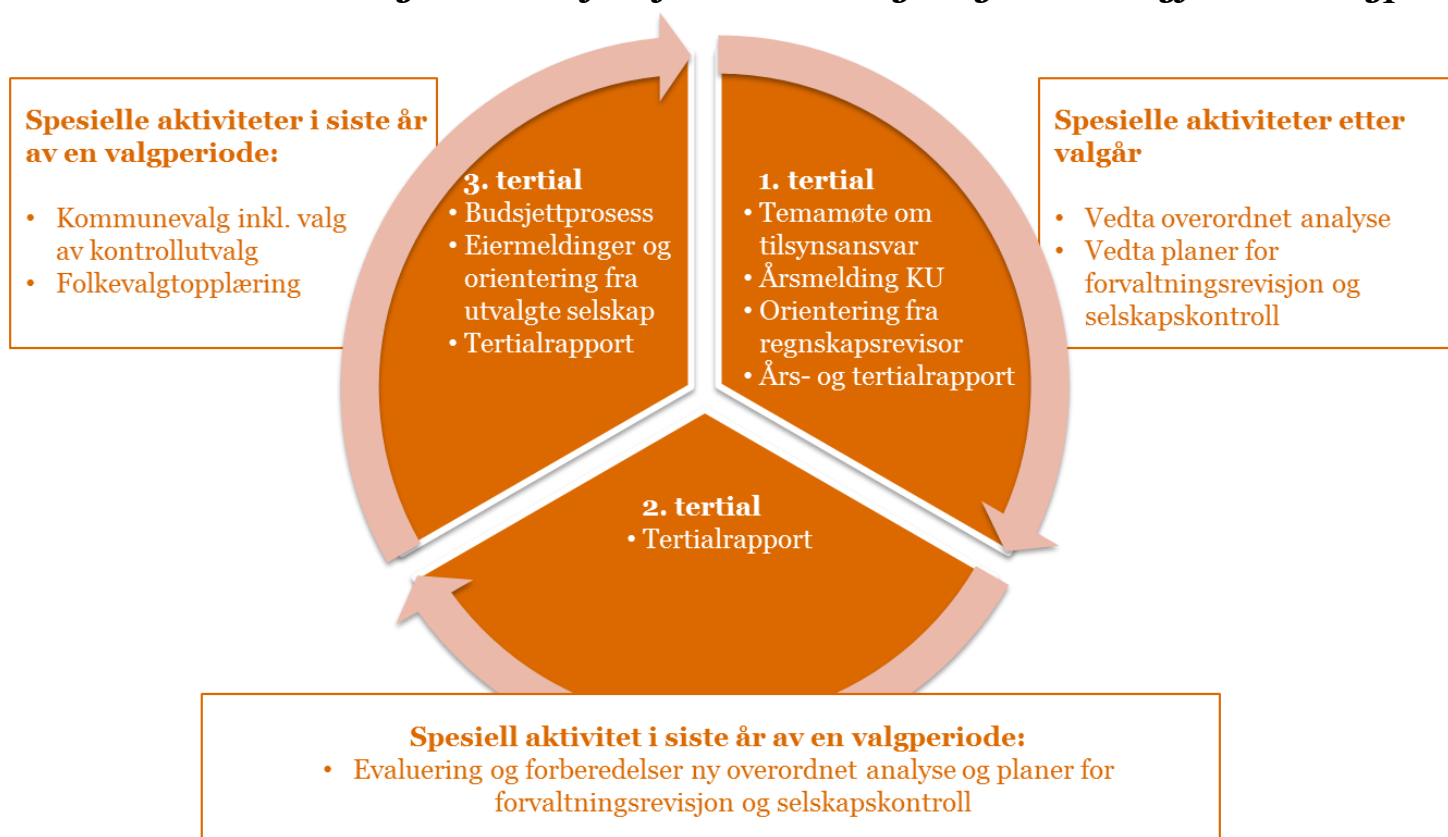 Spesielle aktiviteter i siste år
av en valgperiode:
• Kommunevalg inkl. valg
av kontrollutvalg
• Folkevalgtopplæring
3. tertial
• Budsjettprosess
• Eiermeldinger og
orientering fra
utvalgte selskap
• Tertialrapport
1. tertial
• Temamøte om
tilsynsansvar
• Årsmelding KU
• Orientering fra
regnskapsrevisor
• Års- og tertialrapport
Spesielle aktiviteter etter
valgår
• Vedta overordnet analyse
• Vedta planer for
forvaltningsrevisjon og
selskapskontroll
2. tertial
• Tertialrapport
Spesiell aktivitet i siste år av en valgperiode:
• Evaluering og forberedelser ny overordnet analyse og planer for
forvaltningsrevisjon og selskapskontroll